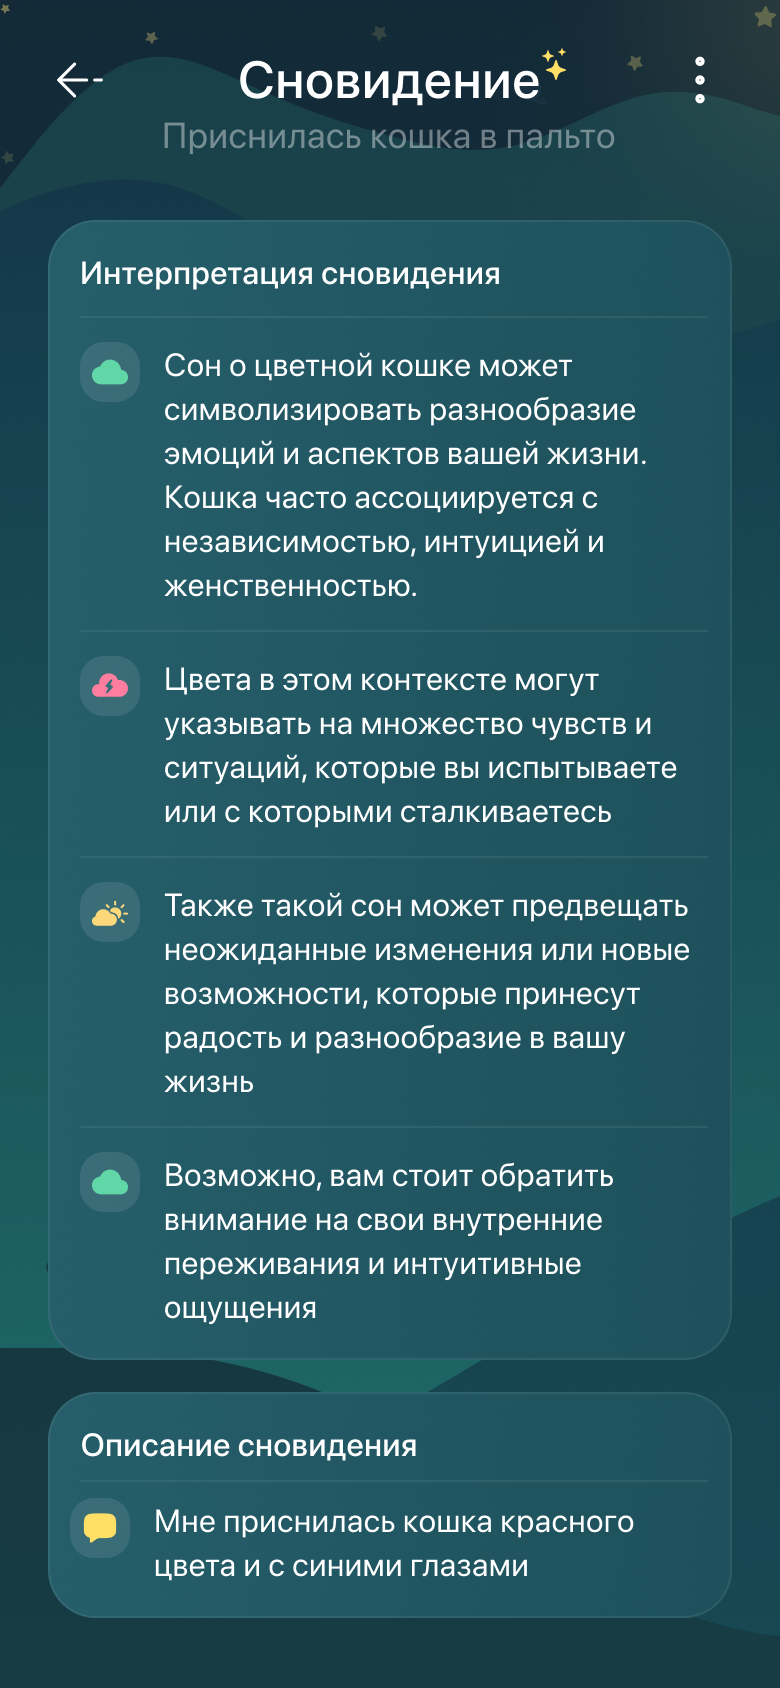 Сновидение
Приснилась кошка в пальто
Интерпретация сновидения
Сон о цветной кошке может
символизировать разнообразие
эмоций и аспектов вашей жизни.
Кошка часто ассоциируется с
независимостью, интуицией и
женственностью.
Цвета в этом контексте могут
указывать на множество чувств и
ситуаций, которые вы испытываете
или с которыми сталкиваетесь
Также такой сон может предвещать
неожиданные изменения или новые
возможности, которые принесут
радость и разнообразие в вашу
жизнь
Возможно, вам стоит обратить
внимание на свои внутренние
переживания и интуитивные
ощущения
Описание сновидения
Мне приснилась кошка красного
цвета и с синими глазами